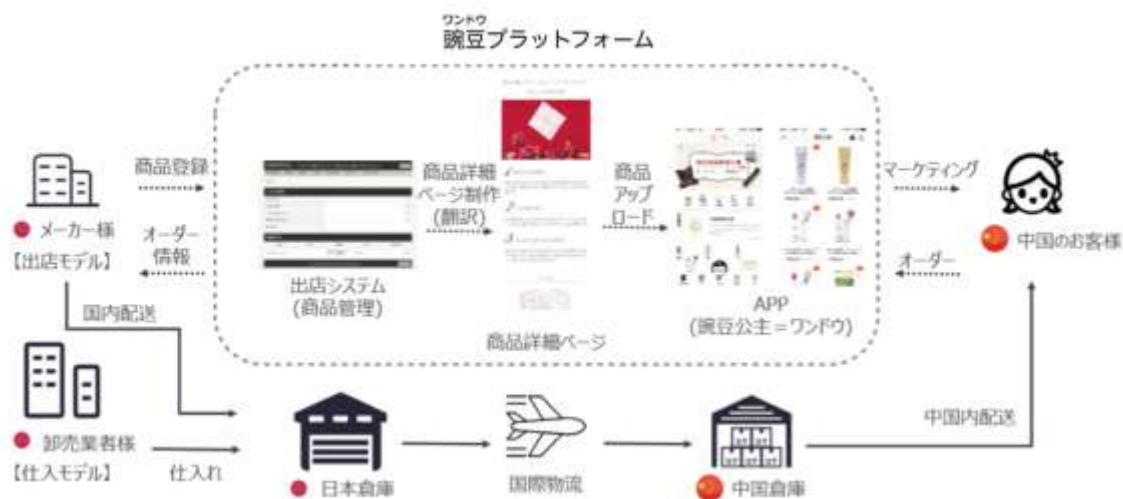 ワンドウ
豌豆プラットフォーム
商品登録
商品詳細
ページ制作
(翻訳)
商品
アップ
ロード
マーケティング
メーカー様
【出店モデル】
オーダー
情報
出店システム
(商品管理)
商品詳細ページ
APP
(豌豆公主=ワンドウ)
オーダー
中国のお客様
国内配送
卸売業者様
【仕入モデル】
仕入れ
日本倉庫
国際物流
中国倉庫
中国内配送